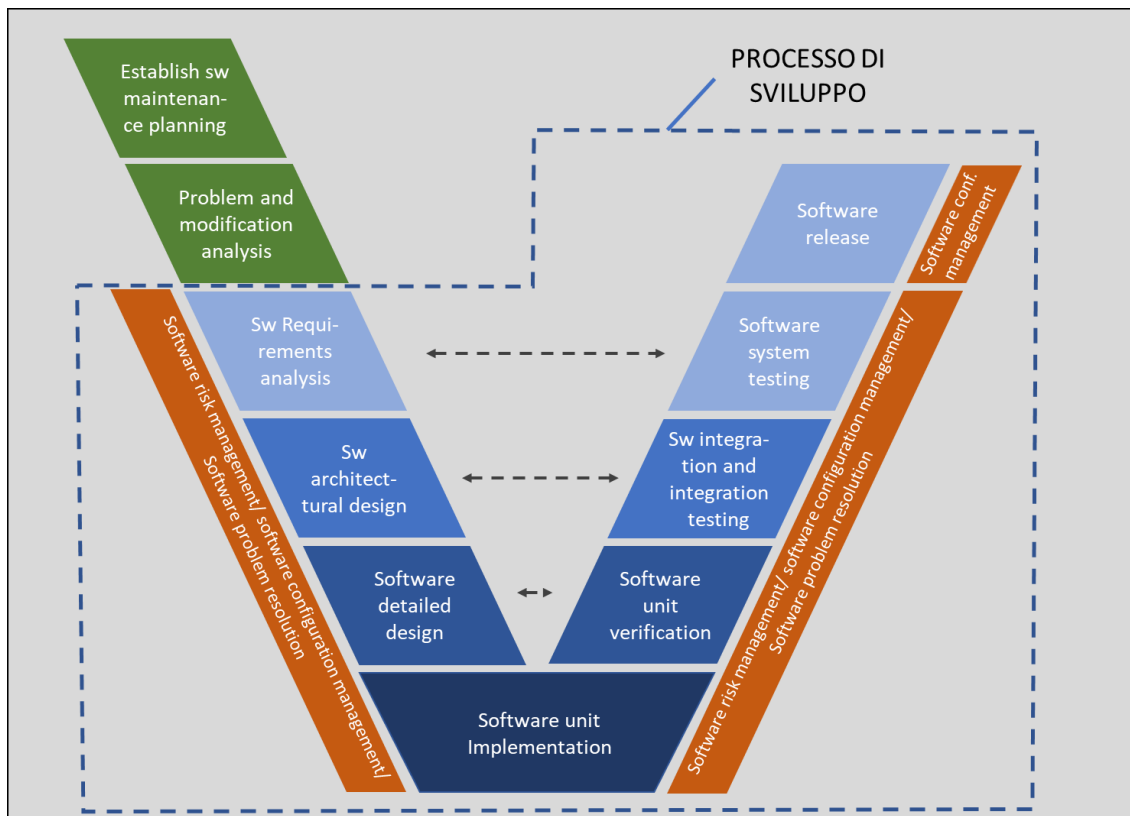 PROCESSO DI
SVILUPPO
Establish sw
maintenan-
ce planning
Problem and
modification
analysis
Sw Requi-
rements
analysis
Sw
architect-
tural design
Software
detailed
design
Software unit
Implementation
Software
unit
verification
Sw integra-
tion and
integration
testing
Software
system
testing
Software
release
Software risk management/ software configuration management/
Software problem resolution
Software risk management/ software configuration management/
Software problem resolution
Software conf.
management